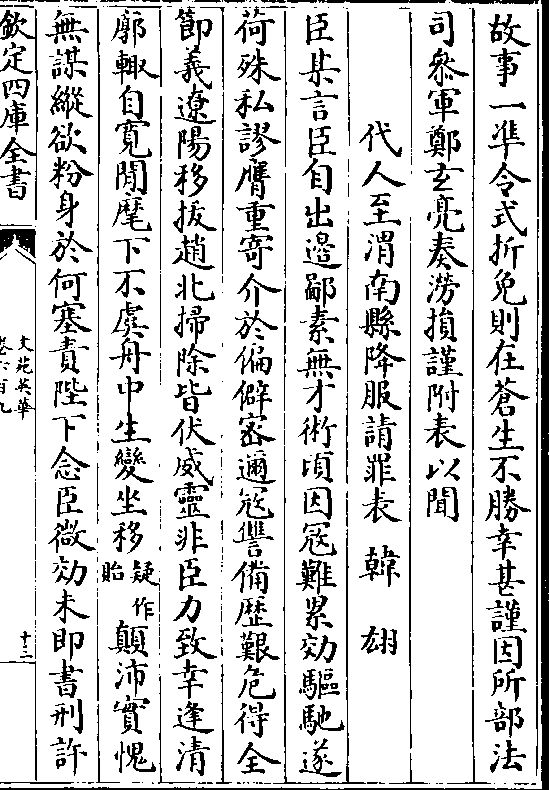 故事一準令式折免則在蒼生不勝幸甚謹因所部法
司叅軍鄭玄亮奏澇損謹附表以聞
代人至渭南縣降服請罪表 韓翃
臣某言臣自出邊鄙素無才術頃因冦難累効驅馳遂
荷殊私謬膺重寄介於偏僻密邇冦讐備歴艱危得全
節義遼陽移拔趙北掃除皆伏威靈非臣力致幸逢清
廓輙自寛閒麾下不虞舟中生變坐移疑作貽顛沛實愧
無謀縱欲粉身於何塞責陛下念臣微効未即書刑許
欽定四庫全書
文苑英華
卷六百九
十三